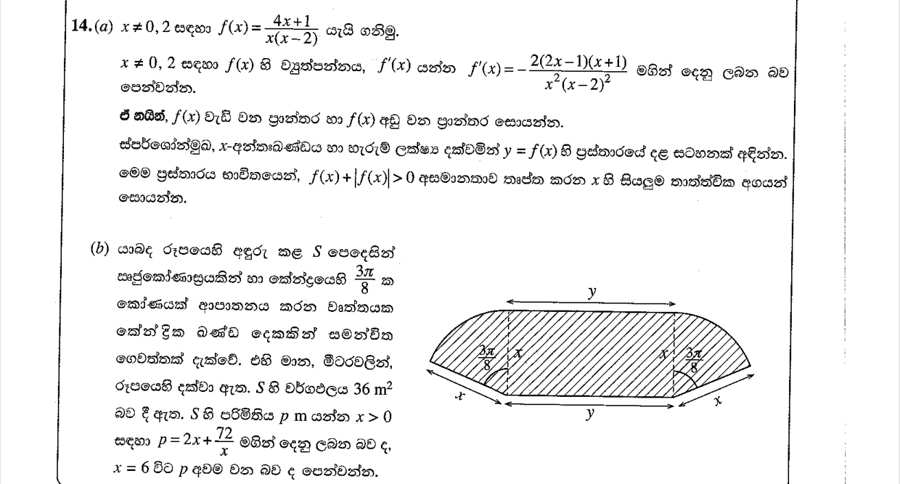 14.(a) x ≠ 0, 2 සඳහා f(x) = (4x+1)/(x(x−2)) යැයි ගනිමු.
x ≠ 0, 2 සඳහා f(x) හි ව්‍යුත්පන්නය, f′(x) යන්න f′(x) = −2(2x−1)(x+1)/(x²(x−2)²) මගින් දෙනු ලබන බව
පෙන්වන්න.
ඒ නයින්, f(x) වැඩි වන ප්‍රාන්තර හා f(x) අඩු වන ප්‍රාන්තර සොයන්න.
ස්පර්ශෝන්මුඛ, x-අන්තඃඛණ්ඩය හා හැරුම් ලක්ෂ්‍ය දක්වමින් y = f(x) හි ප්‍රස්තාරයේ දළ සටහනක් අඳින්න.
මෙම ප්‍රස්තාරය භාවිතයෙන්, f(x) + |f(x)| > 0 අසමානතාව තෘප්ත කරන x හි සියලුම තාත්ත්වික අගයන්
සොයන්න.
(b) යාබද රූපයෙහි අඳුරු කළ S පෙදෙසින්
ඍජුකෝණාස්‍රයකින් හා කේන්ද්‍රයෙහි 3π/8 ක
කෝණයක් ආපාතනය කරන වෘත්තයක
කේන්ද්‍රික ඛණ්ඩ දෙකකින් සමන්විත
ගෙවත්තක් දැක්වේ. එහි මාන, මීටරවලින්,
රූපයෙහි දක්වා ඇත. S හි වර්ගඵලය 36 m²
බව දී ඇත. S හි පරිමිතිය p m යන්න x > 0
සඳහා p = 2x + 72/x මගින් දෙනු ලබන බව ද,
x = 6 විට p අවම වන බව ද පෙන්වන්න.
y
3π/8 x x 3π/8
x y x